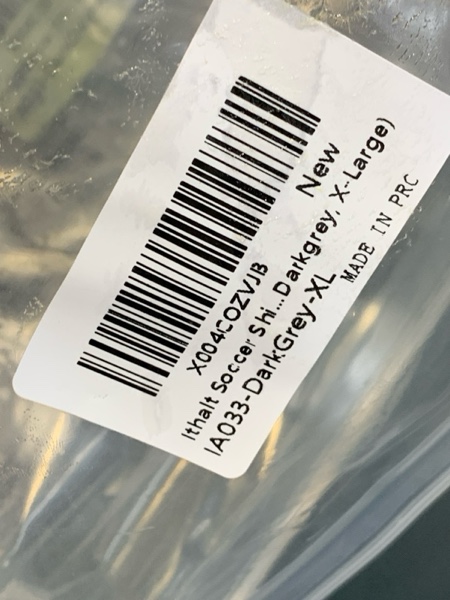 X004COZVJB
Ithalt Soccer Shi...Darkgrey, X-Large)
New
IA033-DarkGrey-XL
MADE IN PRC